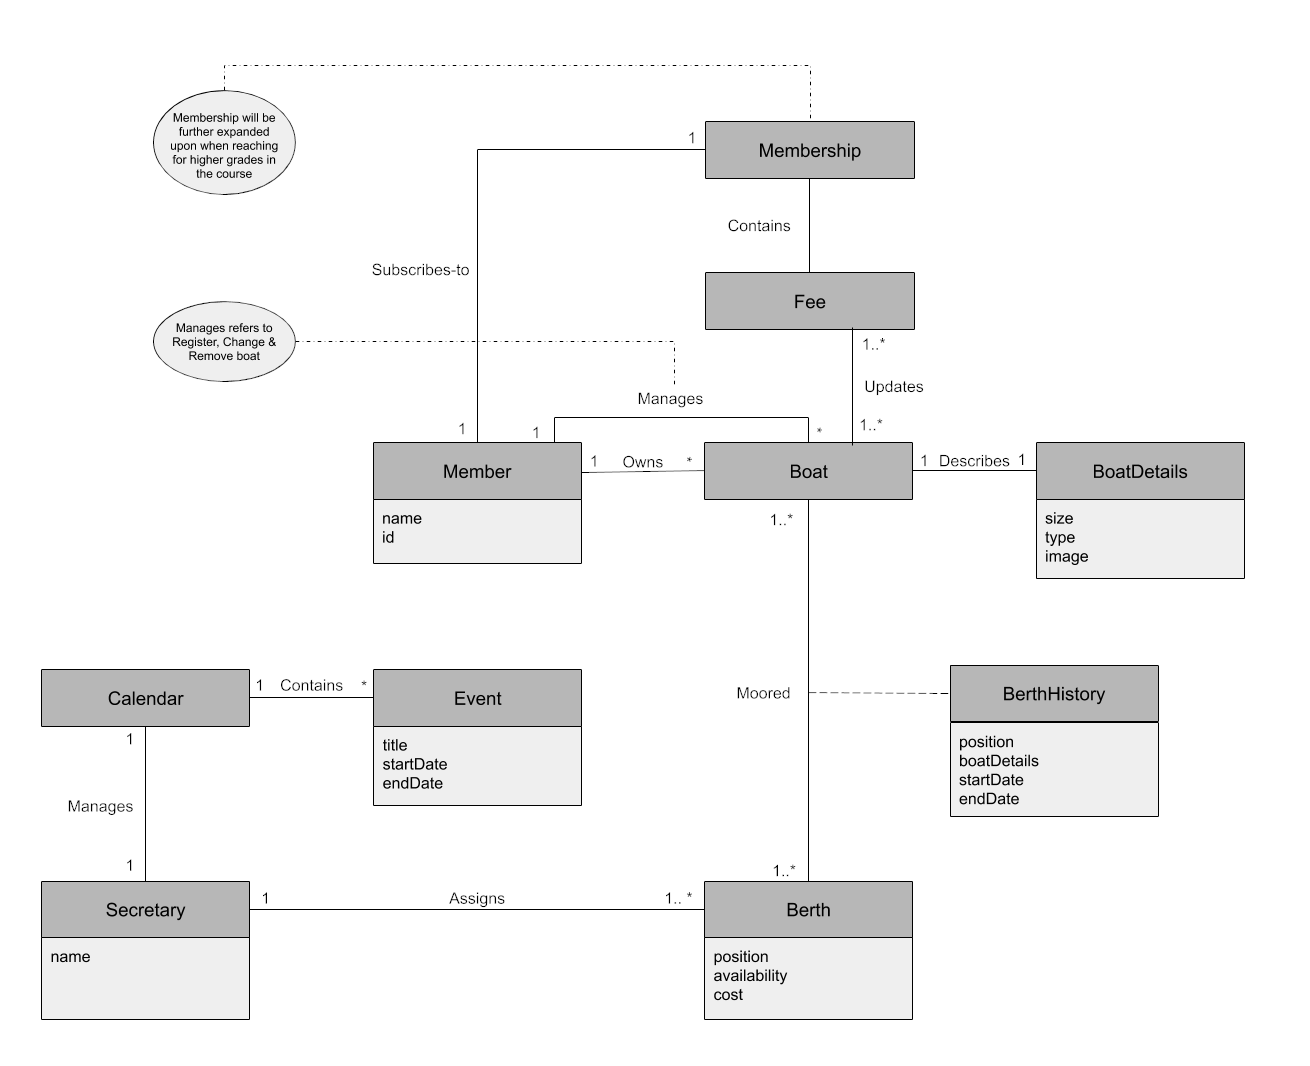 Membership will be
further expanded
upon when reaching
for higher grades in
the course
1
Membership
Contains
Subscribes-to
Fee
Manages refers to
Register, Change &
Remove boat
1..*
Updates
Manages
1
1
*
1..*
Member
1
Owns
*
Boat
1
Describes
1
BoatDetails
name
id
1..*
size
type
image
Calendar
1
Contains
*
Event
Moored
BerthHistory
1
title
startDate
endDate
position
boatDetails
startDate
endDate
Manages
1
1..*
Secretary
1
Assigns
1.. *
Berth
name
position
availability
cost